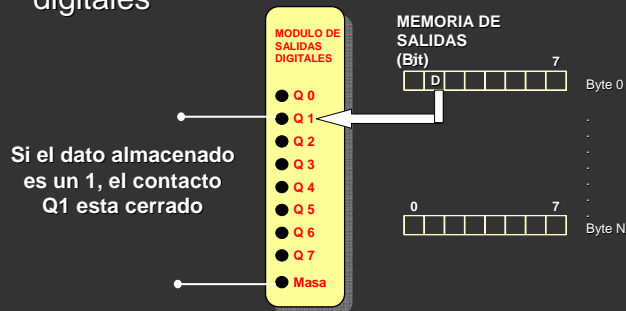 digitales
MODULO DE
SALIDAS
DIGITALES
Q 0
Q 1
Q 2
Q 3
Q 4
Q 5
Q 6
Q 7
Masa
Si el dato almacenado
es un 1, el contacto
Q1 esta cerrado
MEMORIA DE
SALIDAS
(Bit)
7
D
Byte 0
0 7
Byte N